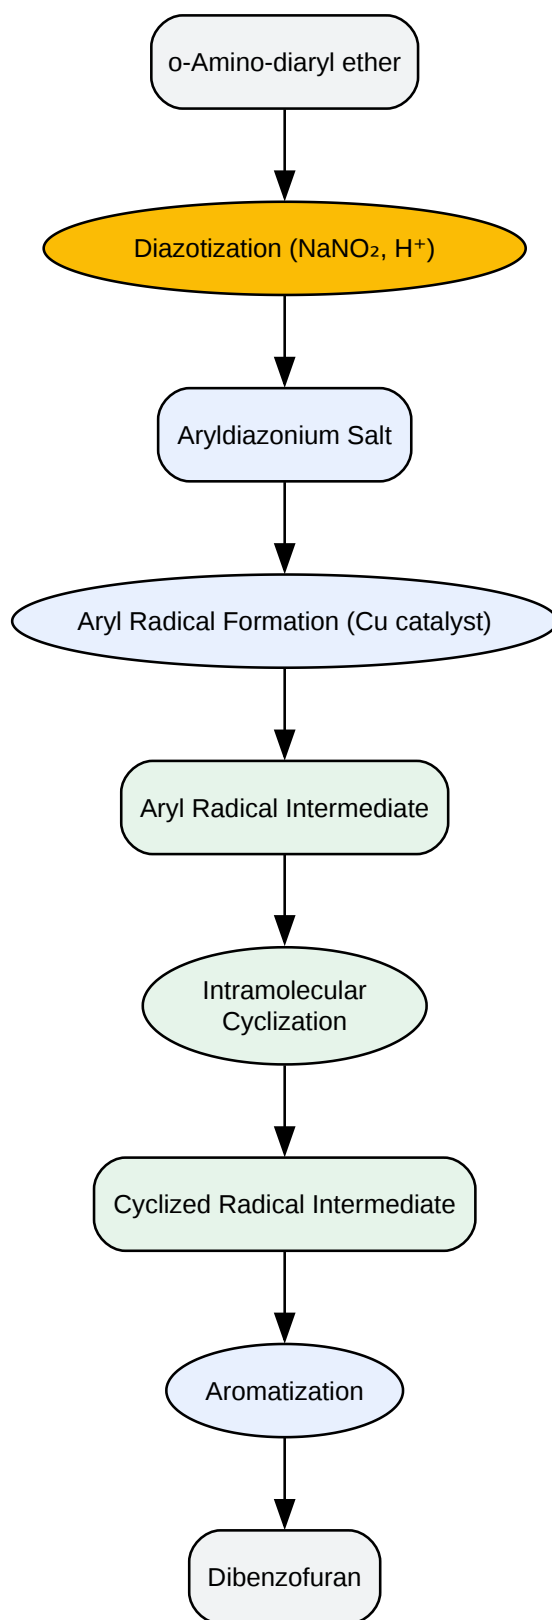 o-Amino-diaryl ether
Diazotization (NaNO₂, H⁺)
Aryldiazonium Salt
Aryl Radical Formation (Cu catalyst)
Aryl Radical Intermediate
Intramolecular
Cyclization
Cyclized Radical Intermediate
Aromatization
Dibenzofuran